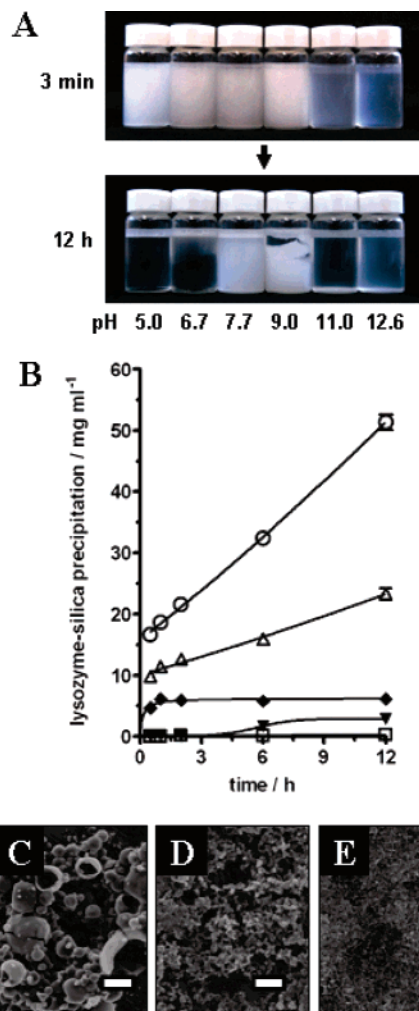 A
3 min
12 h
pH 5.0 6.7 7.7 9.0 11.0 12.6
B
lysozyme-silica precipitation / mg ml⁻¹
60
50
40
30
20
10
0
0 3 6 9 12
time / h
C D E